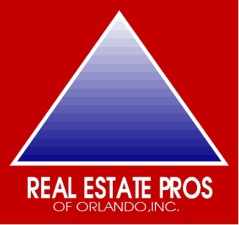 REAL ESTATE PROS
OF ORLANDO,INC.